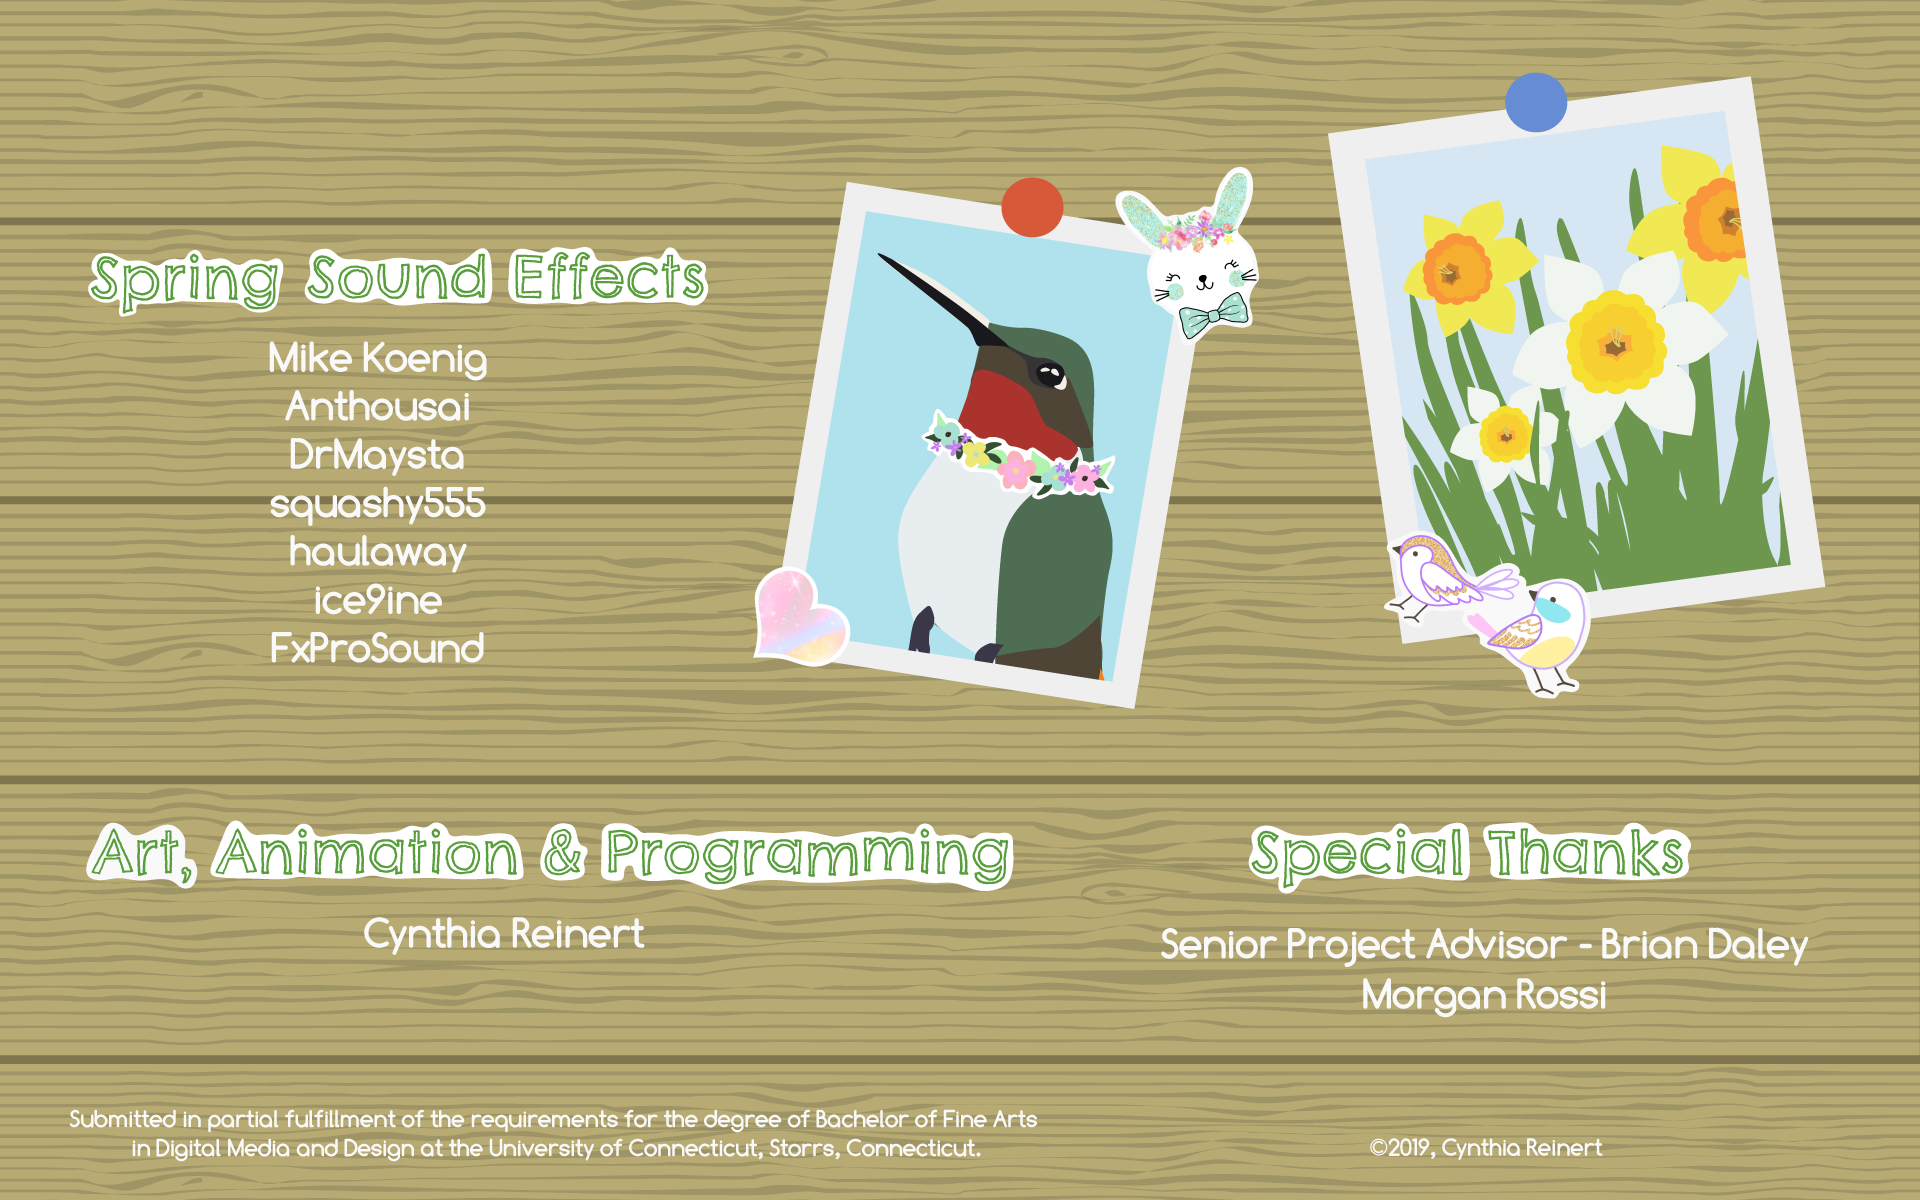 Spring Sound Effects
Mike Koenig
Anthousai
DrMaysta
squashy555
haulaway
ice9ine
FxProSound
Art, Animation & Programming
Cynthia Reinert
Special Thanks
Senior Project Advisor - Brian Daley
Morgan Rossi
Submitted in partial fulfillment of the requirements for the degree of Bachelor of Fine Arts
in Digital Media and Design at the University of Connecticut, Storrs, Connecticut.
©2019, Cynthia Reinert